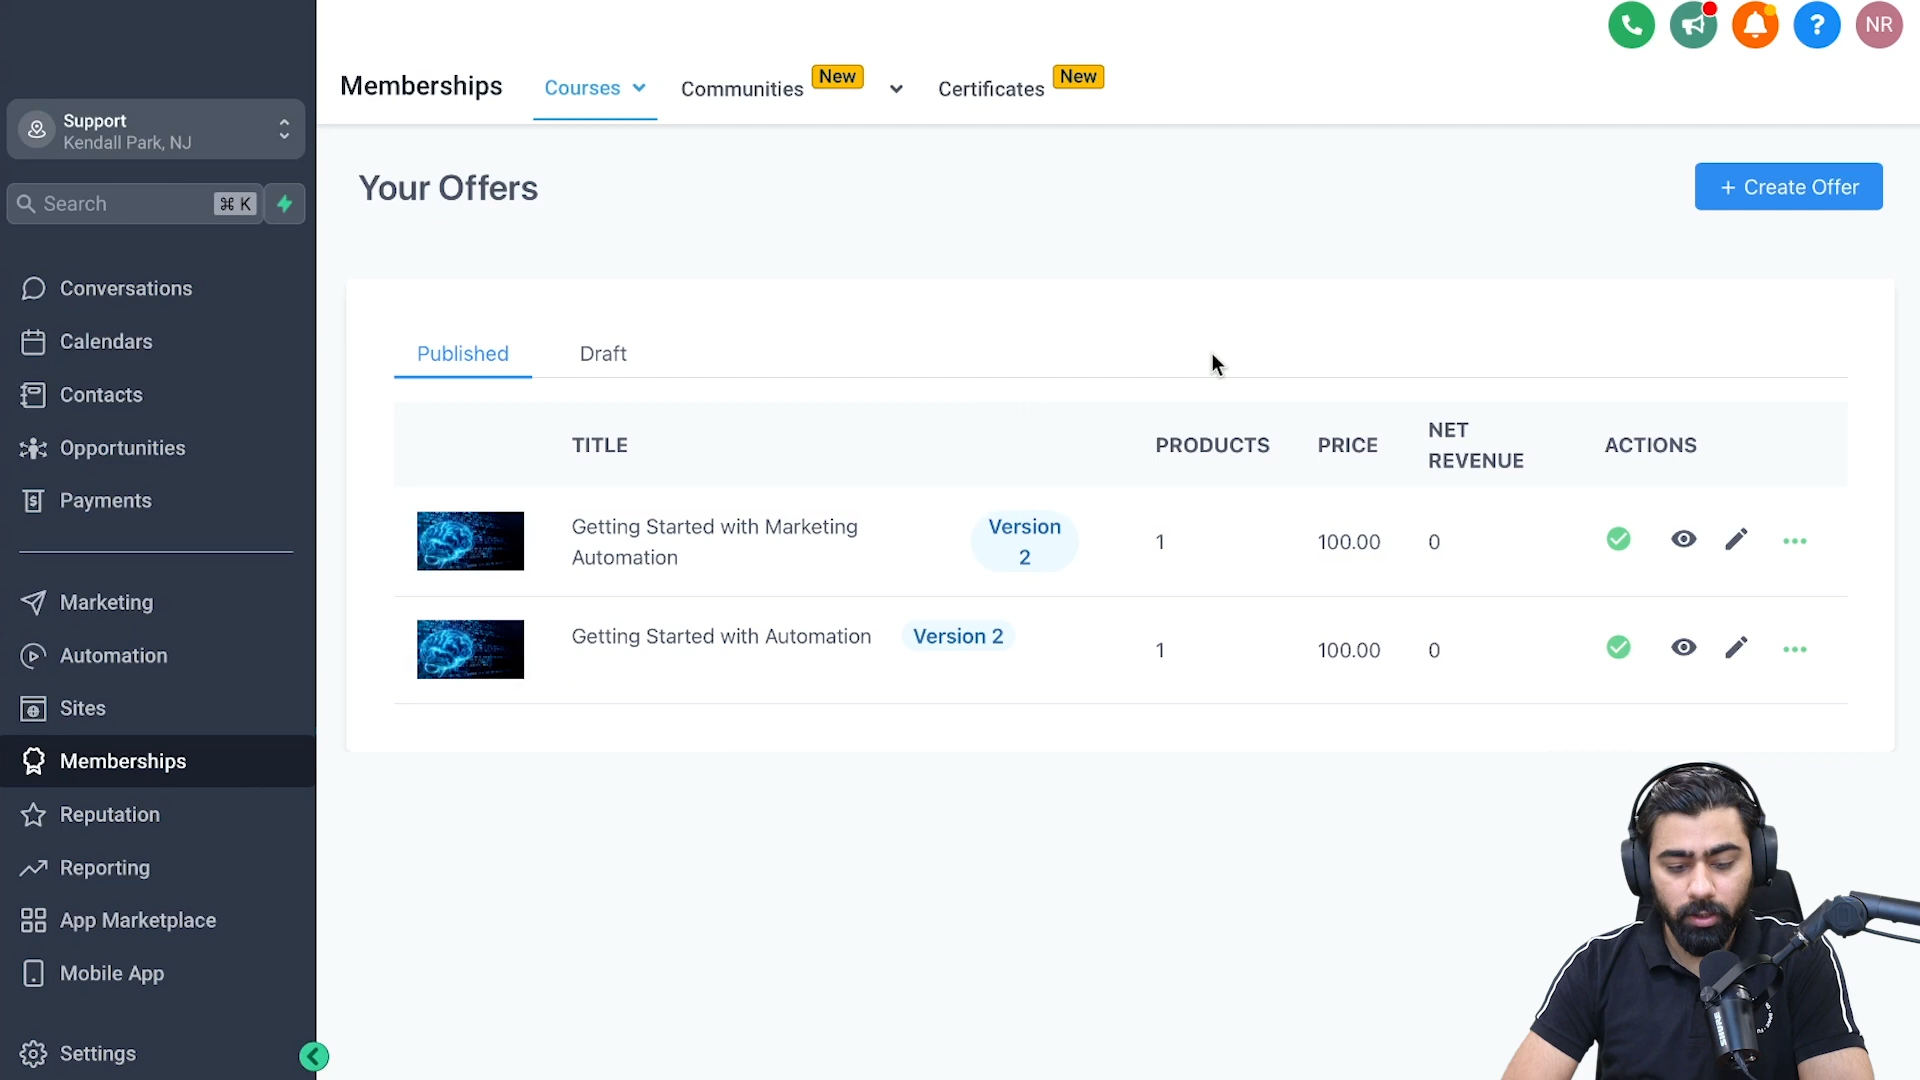 NR
Memberships
Courses
Communities
New
Certificates
New
Support
Kendall Park, NJ
Search
⌘ K
Conversations
Calendars
Contacts
Opportunities
Payments
Marketing
Automation
Sites
Memberships
Reputation
Reporting
App Marketplace
Mobile App
Settings
Your Offers
+ Create Offer
Published
Draft
TITLE
PRODUCTS
PRICE
NET
REVENUE
ACTIONS
Getting Started with Marketing
Automation
Version
2
1
100.00
0
Getting Started with Automation
Version 2
1
100.00
0
SHURE